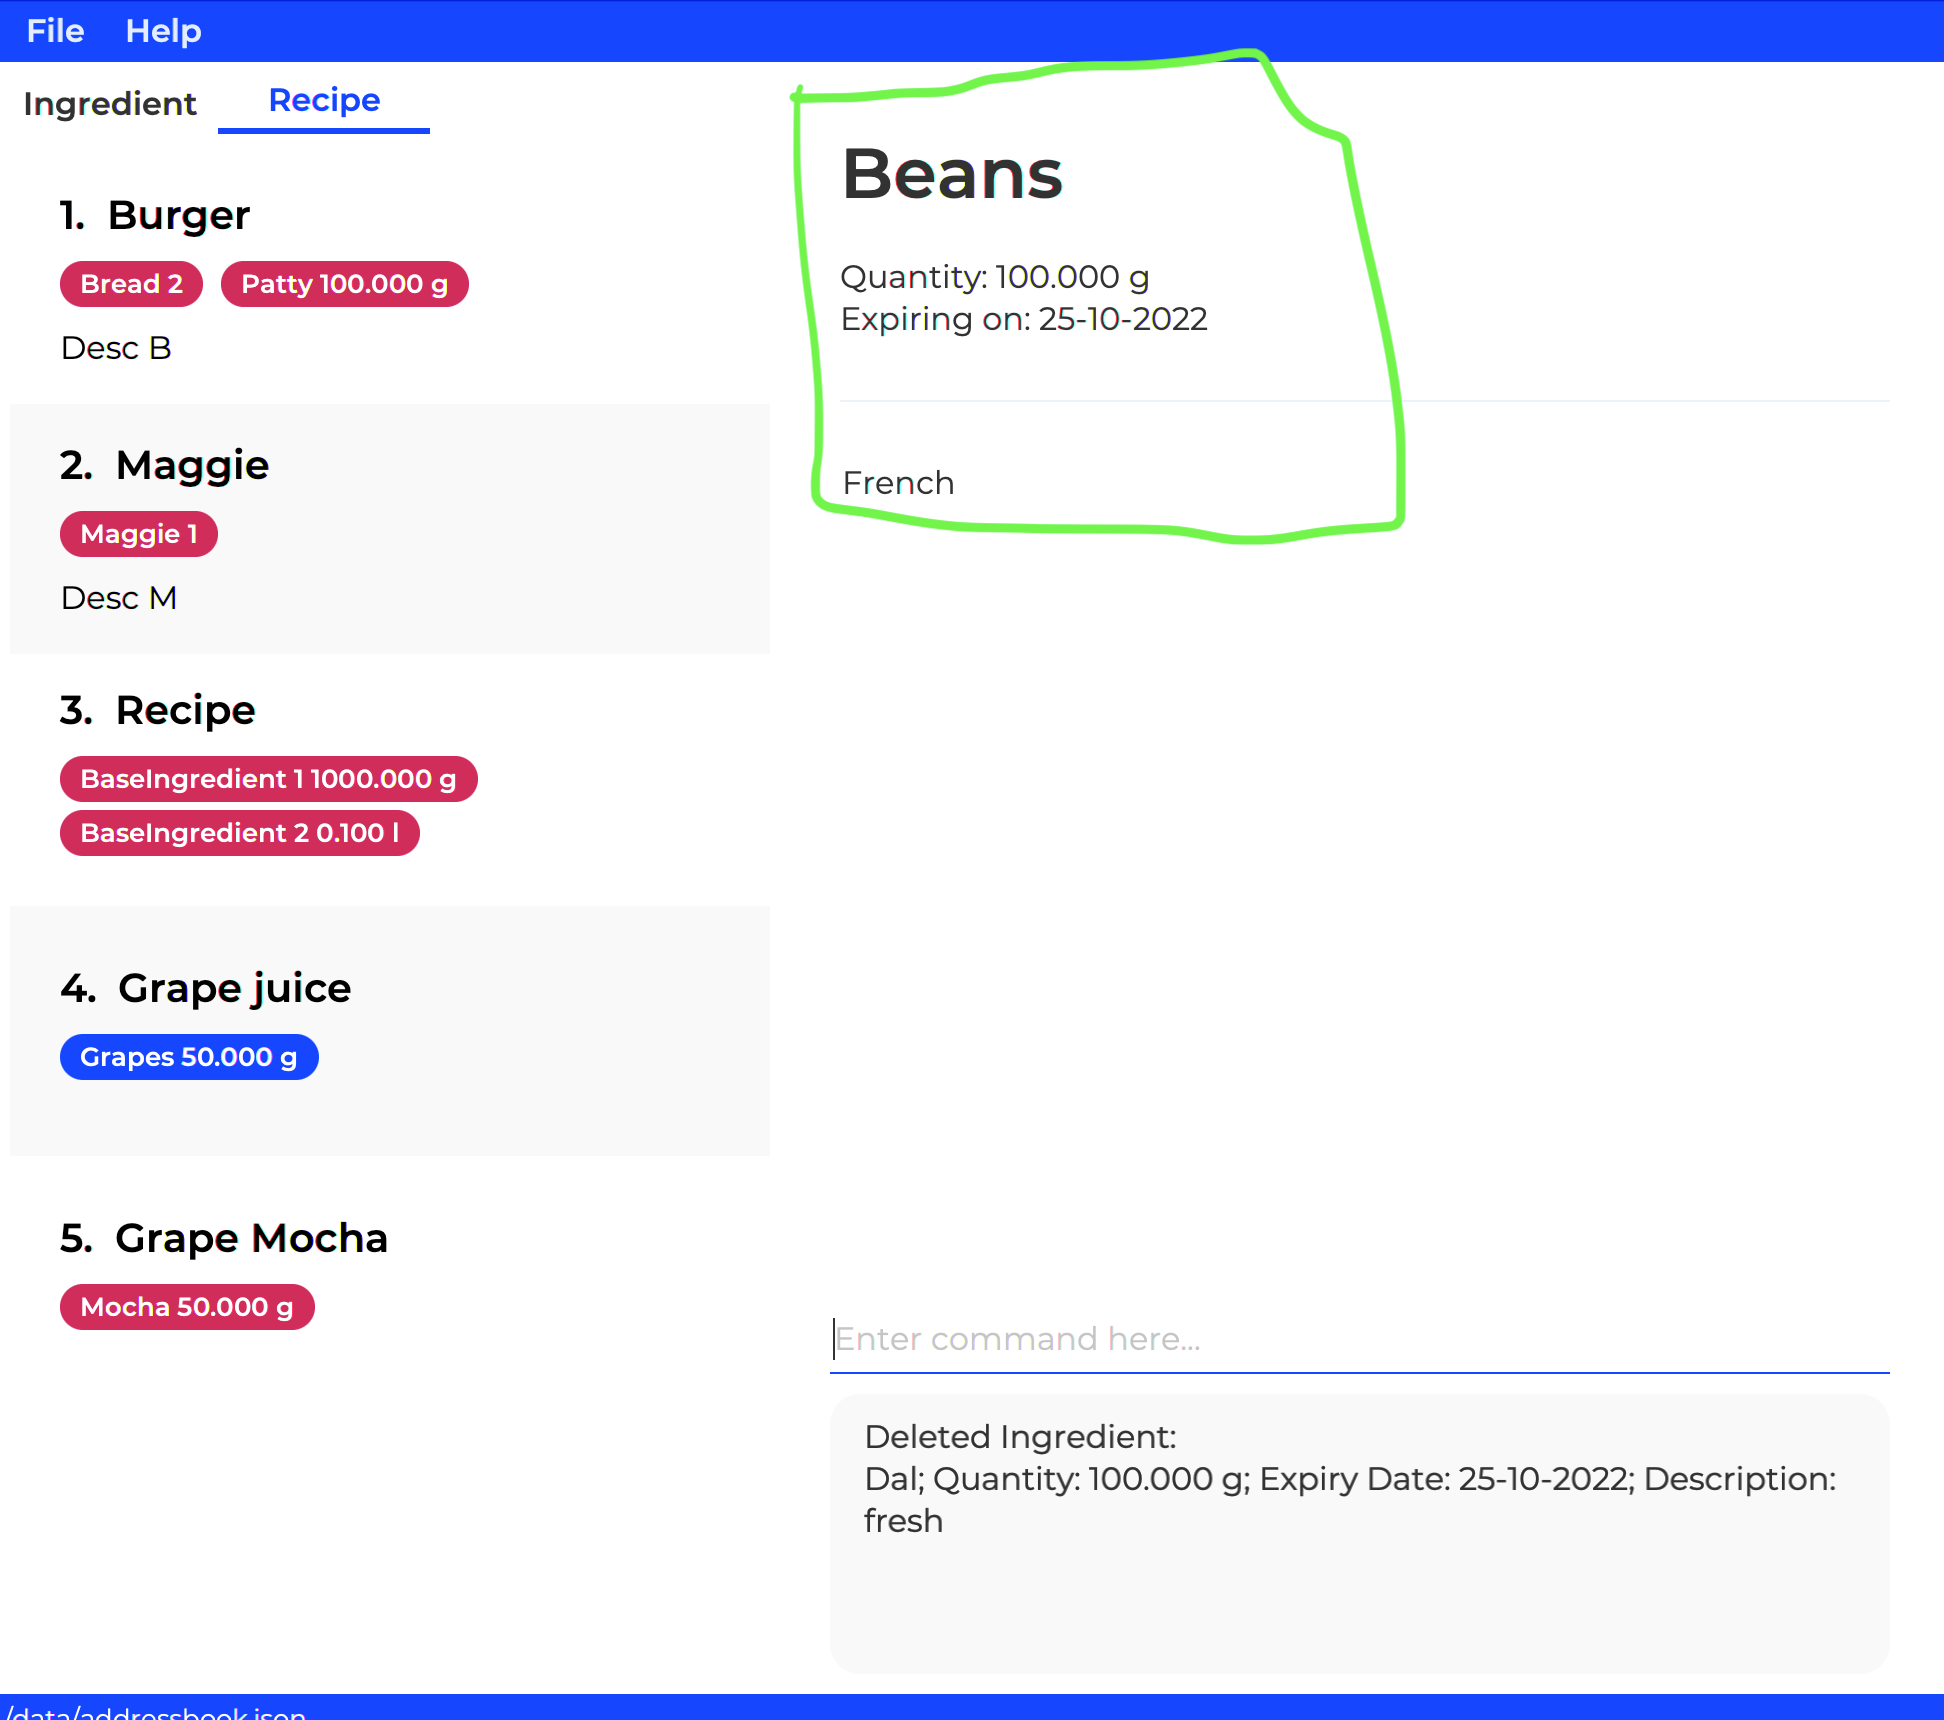 File Help
Ingredient Recipe
1. Burger
Bread 2 Patty 100.000 g
Desc B
2. Maggie
Maggie 1
Desc M
3. Recipe
BaseIngredient 1 1000.000 g
BaseIngredient 2 0.100 l
4. Grape juice
Grapes 50.000 g
5. Grape Mocha
Mocha 50.000 g
Beans
Quantity: 100.000 g
Expiring on: 25-10-2022
French
Enter command here...
Deleted Ingredient:
Dal; Quantity: 100.000 g; Expiry Date: 25-10-2022; Description:
fresh
/data/addressbook.json